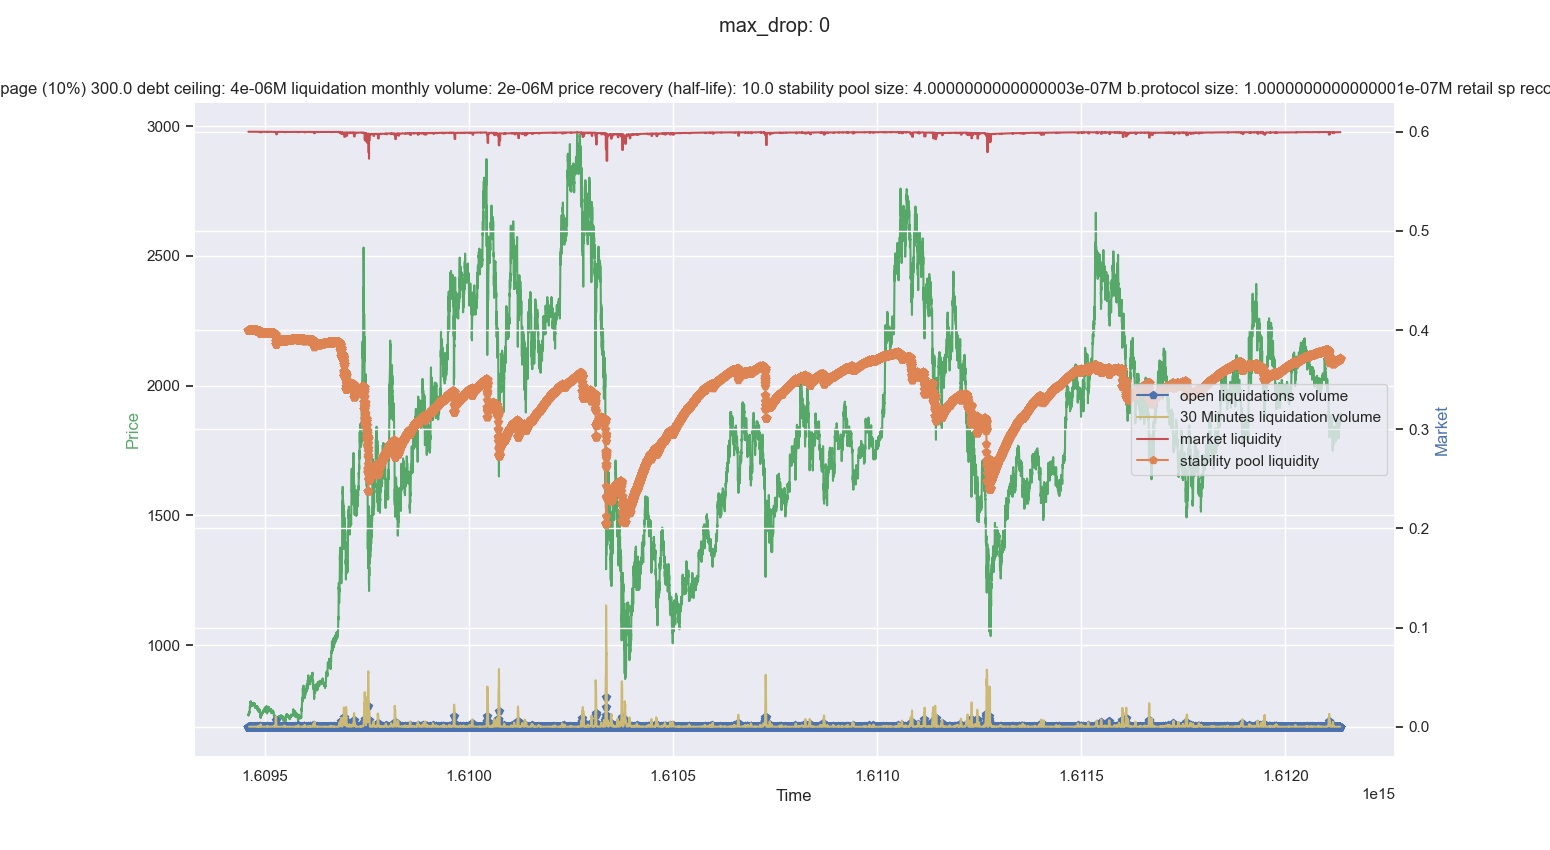 max_drop: 0
page (10%) 300.0 debt ceiling: 4e-06M liquidation monthly volume: 2e-06M price recovery (half-life): 10.0 stability pool size: 4.0000000000000003e-07M b.protocol size: 1.0000000000000001e-07M retail sp reco
3000
2500
2000
1500
1000
Price
0.6
0.5
0.4
0.3
0.2
0.1
0.0
Market
open liquidations volume
30 Minutes liquidation volume
market liquidity
stability pool liquidity
1.6095 1.6100 1.6105 1.6110 1.6115 1.6120
Time
1e15